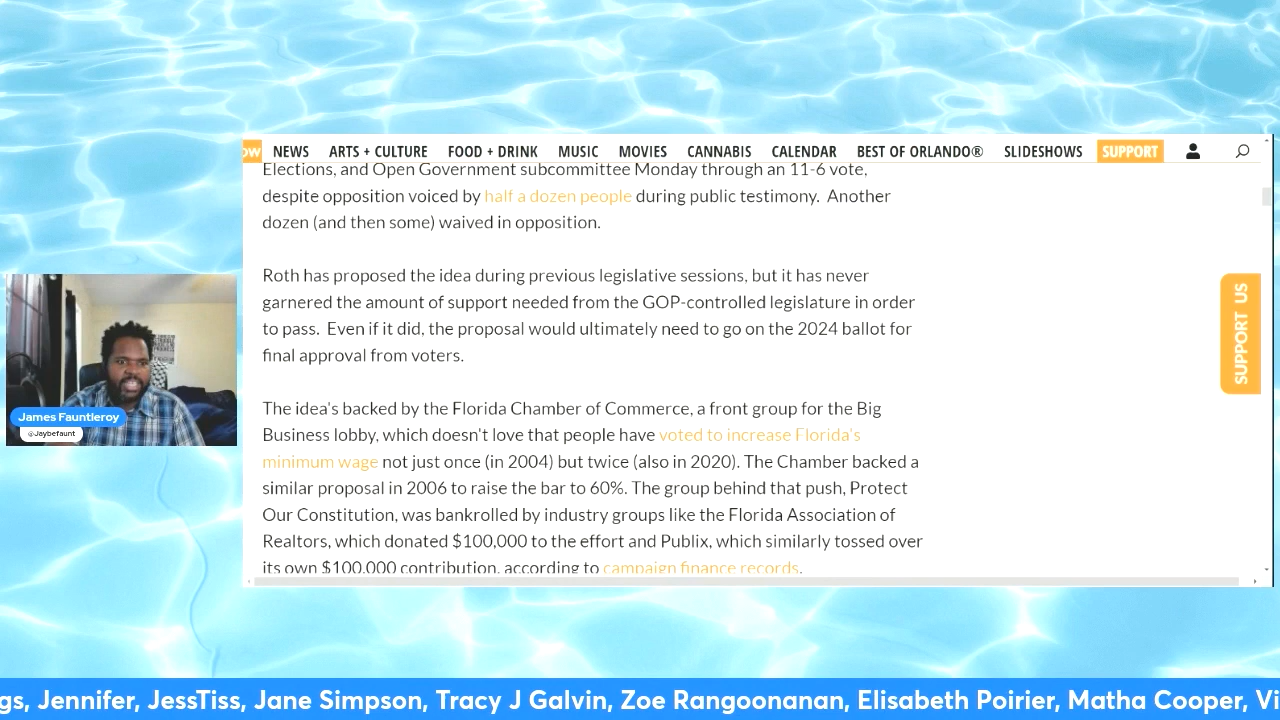 OW NEWS ARTS + CULTURE FOOD + DRINK MUSIC MOVIES CANNABIS CALENDAR BEST OF ORLANDO® SLIDESHOWS SUPPORT
Elections, and Open Government subcommittee Monday through an 11-6 vote,
despite opposition voiced by half a dozen people during public testimony. Another
dozen (and then some) waived in opposition.
Roth has proposed the idea during previous legislative sessions, but it has never
garnered the amount of support needed from the GOP-controlled legislature in order
to pass. Even if it did, the proposal would ultimately need to go on the 2024 ballot for
final approval from voters.
The idea's backed by the Florida Chamber of Commerce, a front group for the Big
Business lobby, which doesn't love that people have voted to increase Florida's
minimum wage not just once (in 2004) but twice (also in 2020). The Chamber backed a
similar proposal in 2006 to raise the bar to 60%. The group behind that push, Protect
Our Constitution, was bankrolled by industry groups like the Florida Association of
Realtors, which donated $100,000 to the effort and Publix, which similarly tossed over
its own $100,000 contribution, according to campaign finance records.
SUPPORT US
James Fauntleroy
@Jaybefaunt
gs, Jennifer, JessTiss, Jane Simpson, Tracy J Galvin, Zoe Rangoonanan, Elisabeth Poirier, Matha Cooper, Vi